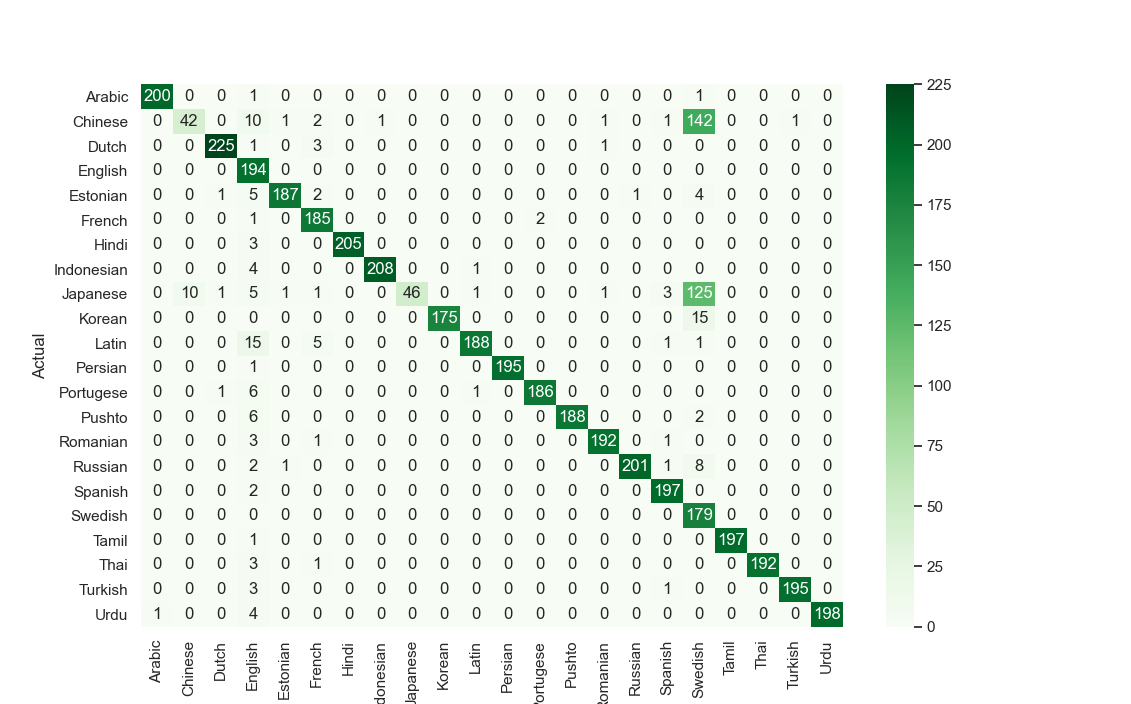 Arabic 200 0 0 1 0 0 0 0 0 0 0 0 0 0 0 0 0 1 0 0 0 0 225
Chinese 0 42 0 10 1 2 0 1 0 0 0 0 0 0 1 0 1 142 0 0 1 0
Dutch 0 0 225 1 0 3 0 0 0 0 0 0 0 0 1 0 0 0 0 0 0 0 200
English 0 0 0 194 0 0 0 0 0 0 0 0 0 0 0 0 0 0 0 0 0 0
Estonian 0 0 1 5 187 2 0 0 0 0 0 0 0 0 0 1 0 4 0 0 0 0 175
French 0 0 0 1 0 185 0 0 0 0 0 0 2 0 0 0 0 0 0 0 0 0
Hindi 0 0 0 3 0 0 205 0 0 0 0 0 0 0 0 0 0 0 0 0 0 0 150
Indonesian 0 0 0 4 0 0 0 208 0 0 1 0 0 0 0 0 0 0 0 0 0 0
Japanese 0 10 1 5 1 1 0 0 46 0 1 0 0 0 1 0 3 125 0 0 0 0
Korean 0 0 0 0 0 0 0 0 0 175 0 0 0 0 0 0 0 15 0 0 0 0 125
Actual
Latin 0 0 0 15 0 5 0 0 0 0 188 0 0 0 0 0 1 1 0 0 0 0
Persian 0 0 0 1 0 0 0 0 0 0 0 195 0 0 0 0 0 0 0 0 0 0 100
Portugese 0 0 1 6 0 0 0 0 0 0 1 0 186 0 0 0 0 0 0 0 0 0
Pushto 0 0 0 6 0 0 0 0 0 0 0 0 0 188 0 0 0 2 0 0 0 0
Romanian 0 0 0 3 0 1 0 0 0 0 0 0 0 0 192 0 1 0 0 0 0 0 75
Russian 0 0 0 2 1 0 0 0 0 0 0 0 0 0 0 201 1 8 0 0 0 0
Spanish 0 0 0 2 0 0 0 0 0 0 0 0 0 0 0 0 197 0 0 0 0 0 50
Swedish 0 0 0 0 0 0 0 0 0 0 0 0 0 0 0 0 0 179 0 0 0 0
Tamil 0 0 0 1 0 0 0 0 0 0 0 0 0 0 0 0 0 0 197 0 0 0
Thai 0 0 0 3 0 1 0 0 0 0 0 0 0 0 0 0 0 0 0 192 0 0 25
Turkish 0 0 0 3 0 0 0 0 0 0 0 0 0 0 0 0 1 0 0 0 195 0
Urdu 1 0 0 4 0 0 0 0 0 0 0 0 0 0 0 0 0 0 0 0 0 198 0
Arabic Chinese Dutch English Estonian French Hindi donesian apanese Korean Latin Persian ortugese Pushto omanian Russian Spanish Swedish Tamil Thai Turkish Urdu